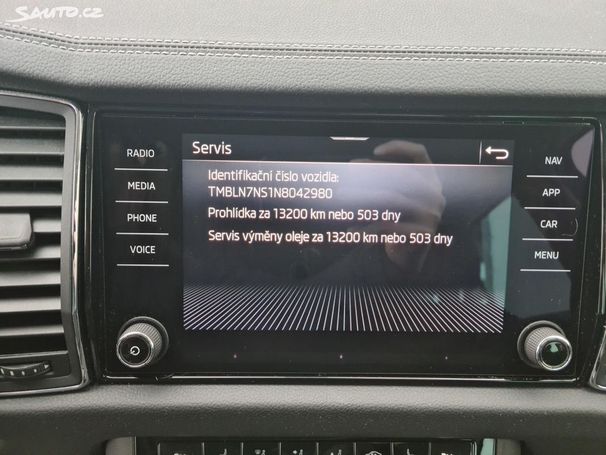 Sauto.cz
Servis
RADIO
MEDIA
PHONE
VOICE
Identifikační číslo vozidla:
TMBLN7NS1N8042980
Prohlídka za 13200 km nebo 503 dny
Servis výměny oleje za 13200 km nebo 503 dny
NAV
APP
CAR
MENU